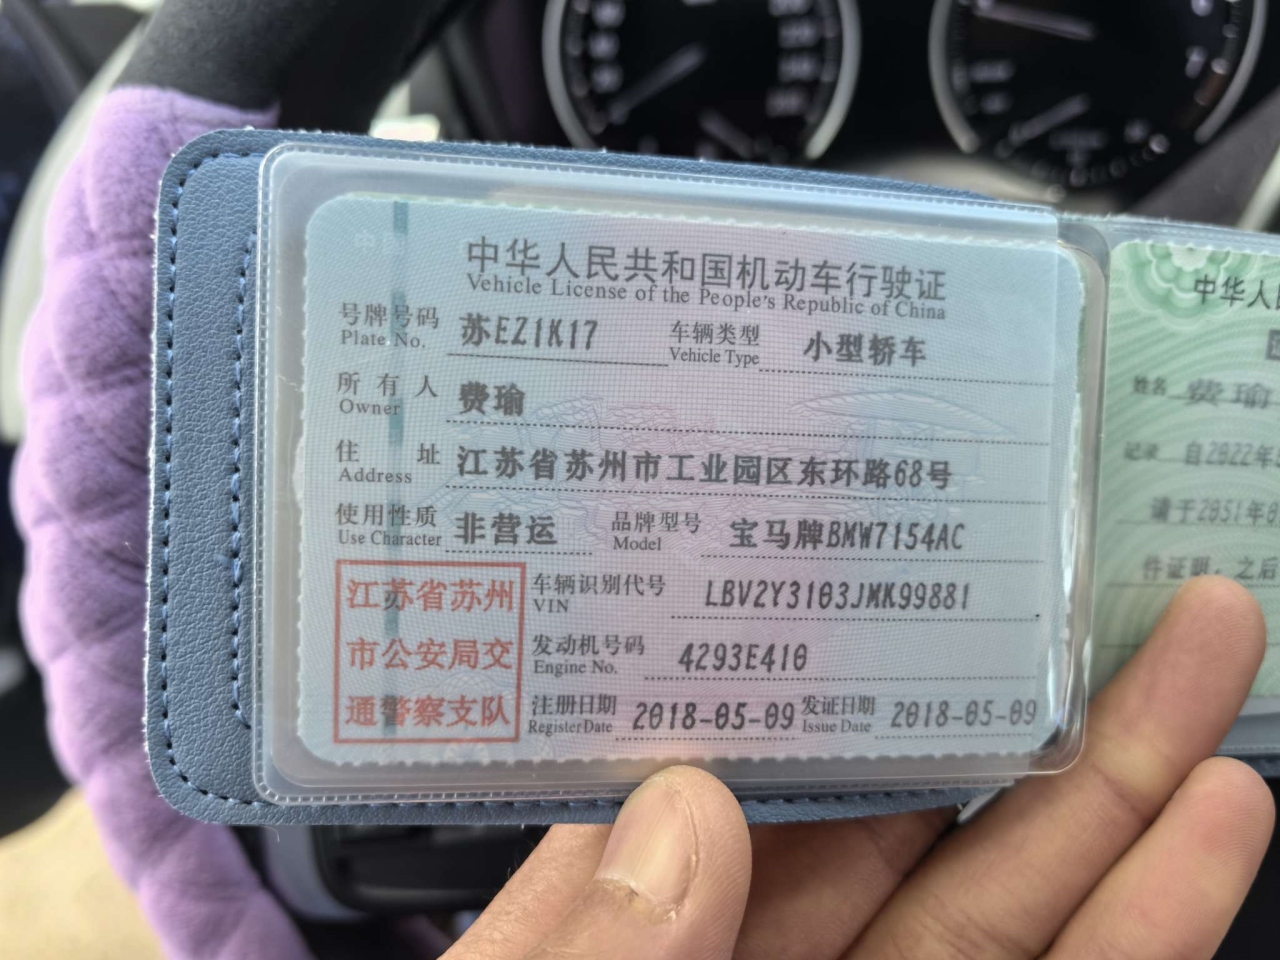 中华人民共和国机动车行驶证
Vehicle License of the People's Republic of China
号牌号码 苏EZ1K17 车辆类型 小型轿车
Plate No. Vehicle Type
所有人 费瑜
Owner
住址 江苏省苏州市工业园区东环路68号
Address
使用性质 非营运 品牌型号 宝马牌BMW7154AC
Use Character Model
江苏省苏州
市公安局交
通警察支队
车辆识别代号 LBV2Y3103JMK99881
VIN
发动机号码 4293E410
Engine No.
注册日期 2018-05-09 发证日期 2018-05-09
Register Date Issue Date
中华人
姓名 费瑜
记录 自2022年
请于2051年
件证明，之后
7